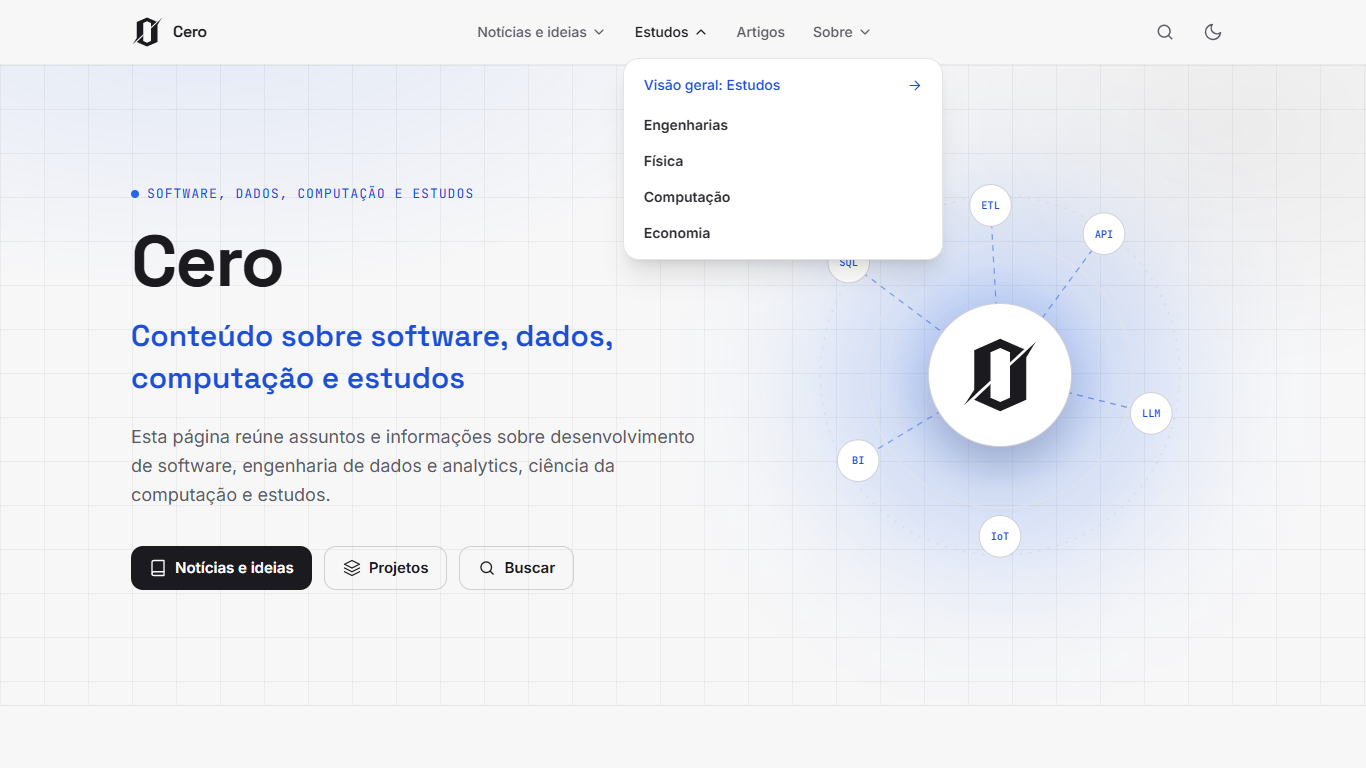 Cero
Notícias e ideias
Estudos
Artigos
Sobre
Visão geral: Estudos
Engenharias
Física
Computação
Economia
SOFTWARE, DADOS, COMPUTAÇÃO E ESTUDOS
Cero
Conteúdo sobre software, dados,
computação e estudos
Esta página reúne assuntos e informações sobre desenvolvimento
de software, engenharia de dados e analytics, ciência da
computação e estudos.
Notícias e ideias
Projetos
Buscar
ETL
API
SQL
LLM
BI
IoT